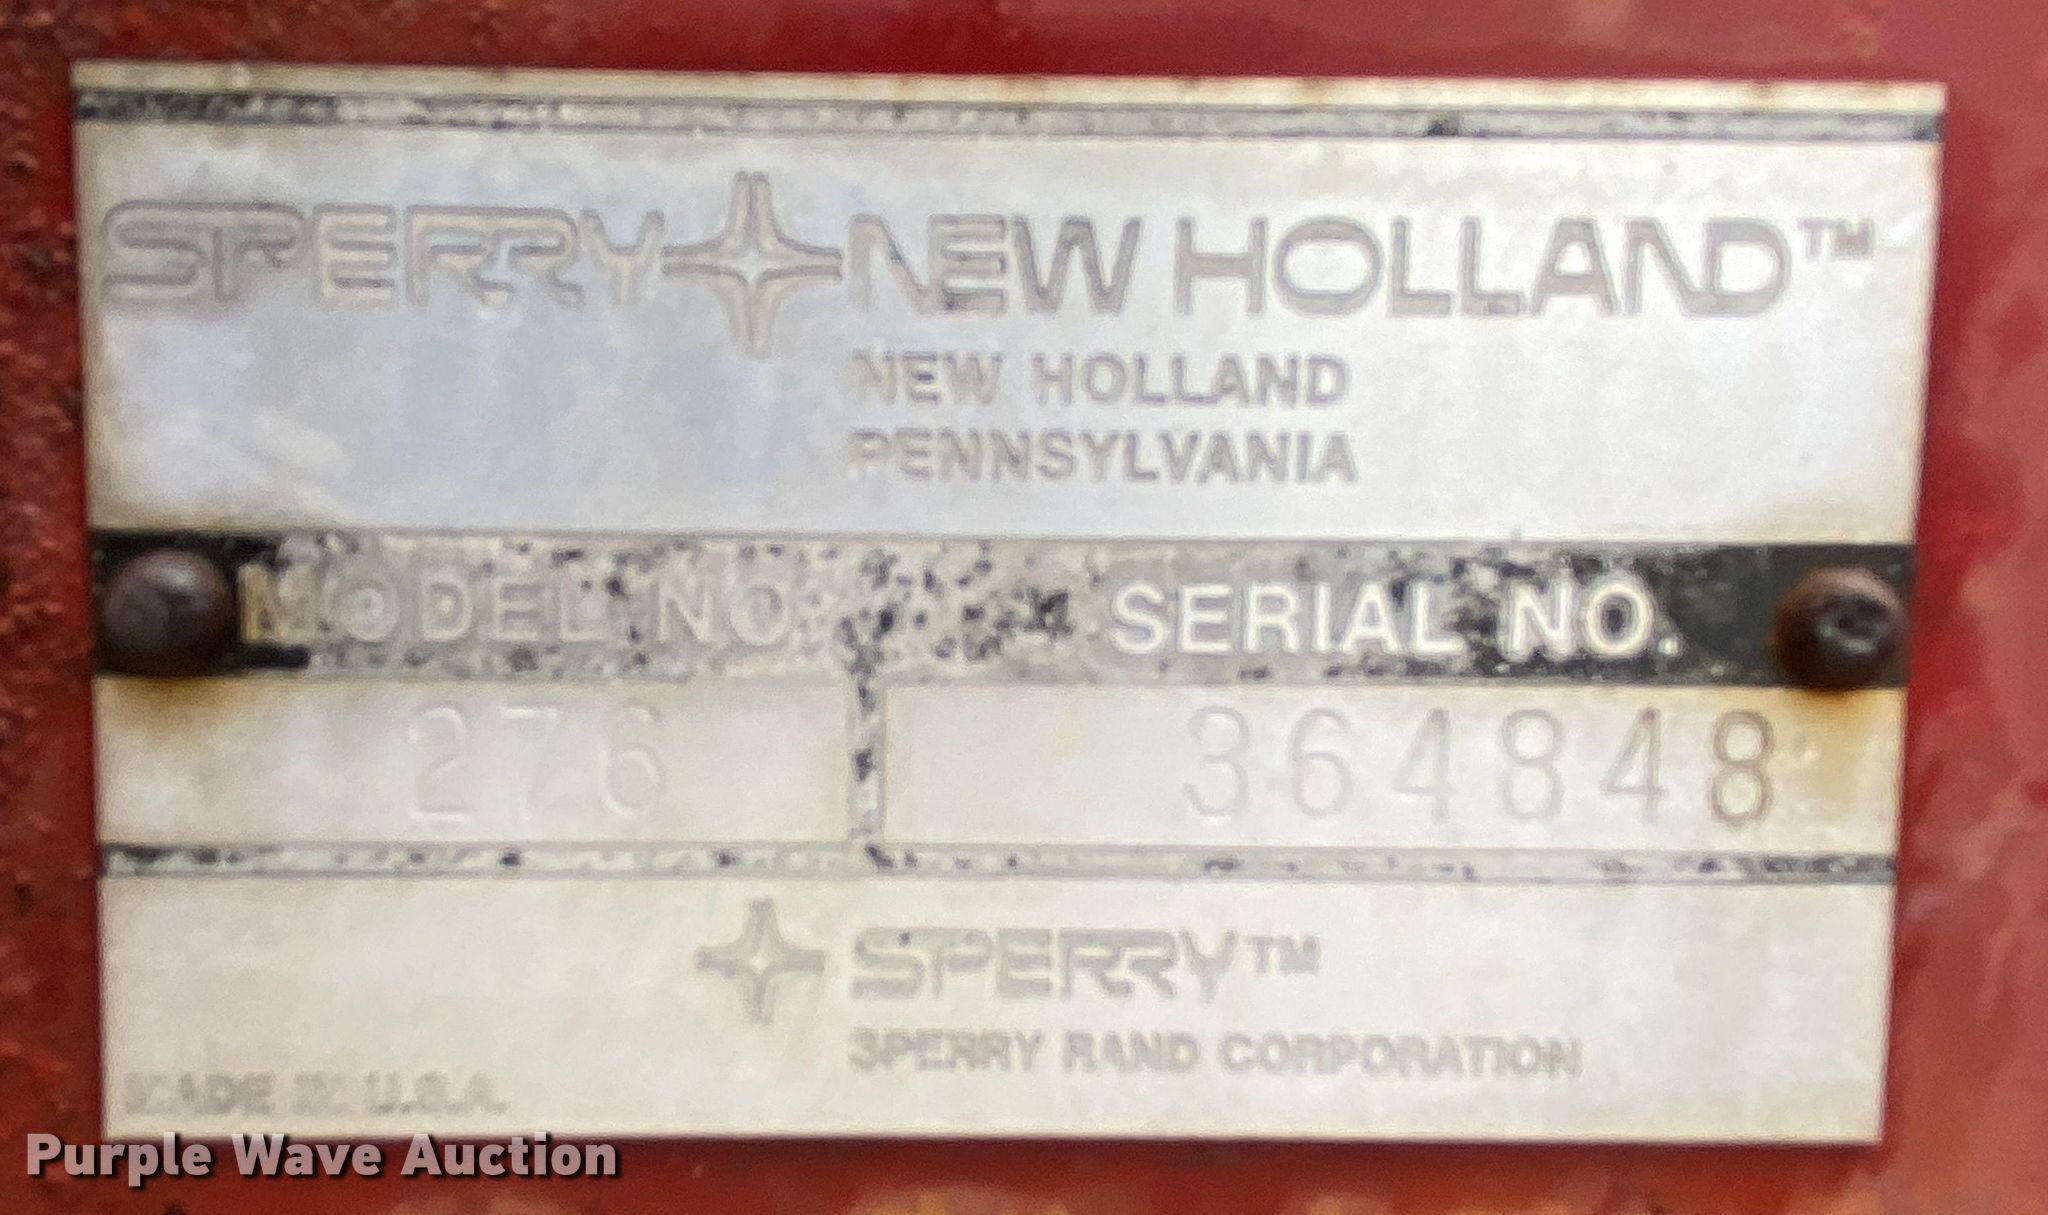 SPERRY NEW HOLLAND™
NEW HOLLAND
PENNSYLVANIA
MODEL NO. SERIAL NO.
276 364848
SPERRY™
SPERRY RAND CORPORATION
MADE IN U.S.A.
Purple Wave Auction